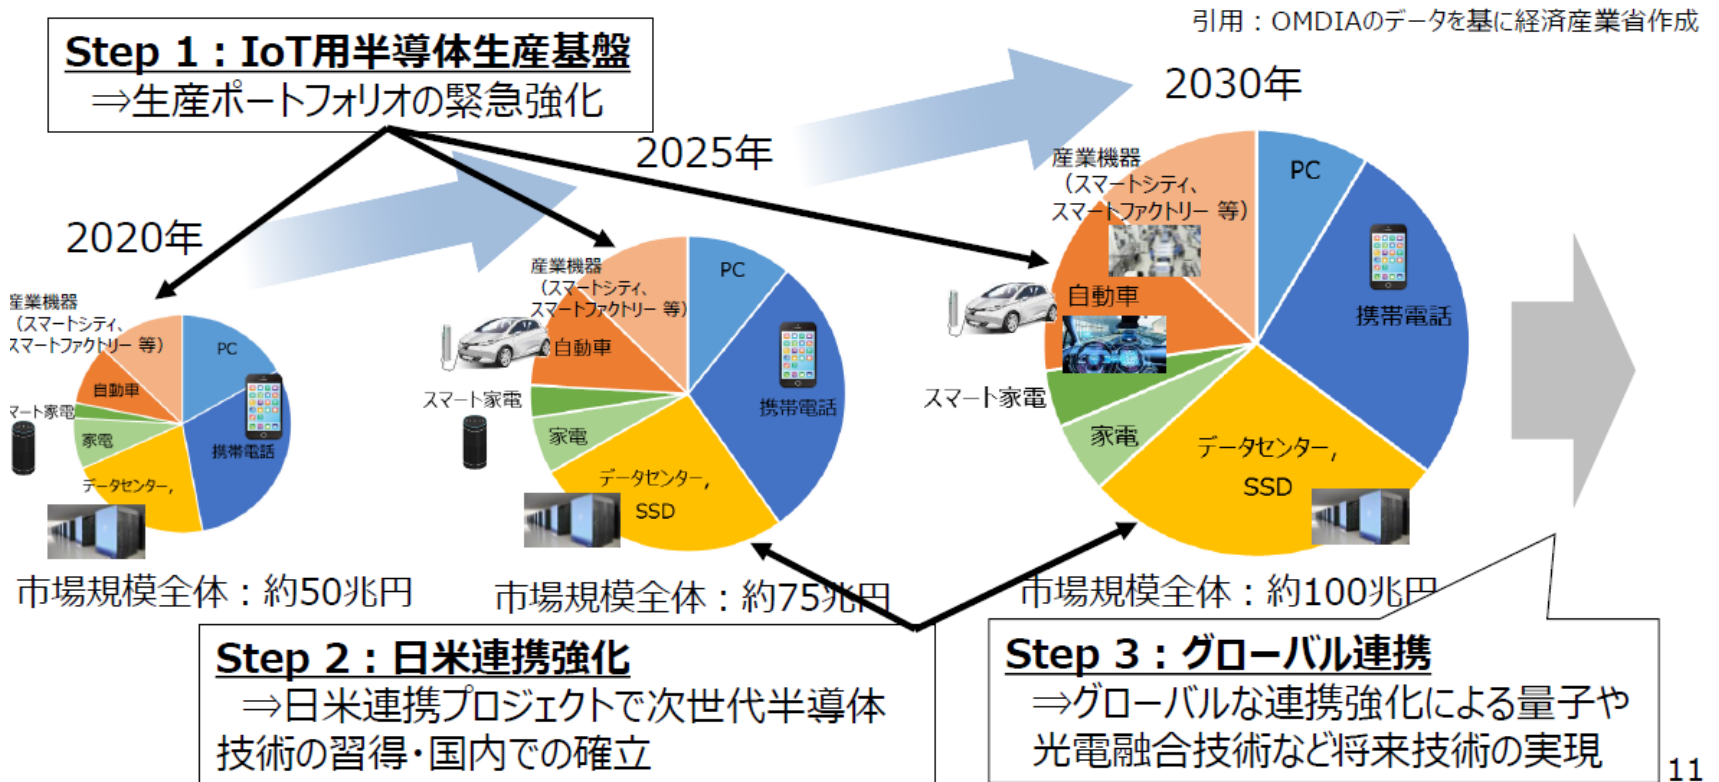 引用：OMDIAのデータを基に経済産業省作成
Step 1：IoT用半導体生産基盤
⇒生産ポートフォリオの緊急強化
2020年
産業機器
（スマートシティ、
スマートファクトリー 等）
PC
自動車
マート家電
家電
携帯電話
データセンター,
市場規模全体：約50兆円
2025年
産業機器
（スマートシティ、
スマートファクトリー 等）
PC
自動車
スマート家電
携帯電話
家電
データセンター,
SSD
市場規模全体：約75兆円
2030年
産業機器
（スマートシティ、
スマートファクトリー 等）
PC
自動車
携帯電話
スマート家電
家電
データセンター,
SSD
市場規模全体：約100兆円
Step 2：日米連携強化
⇒日米連携プロジェクトで次世代半導体
技術の習得・国内での確立
Step 3：グローバル連携
⇒グローバルな連携強化による量子や
光電融合技術など将来技術の実現
11